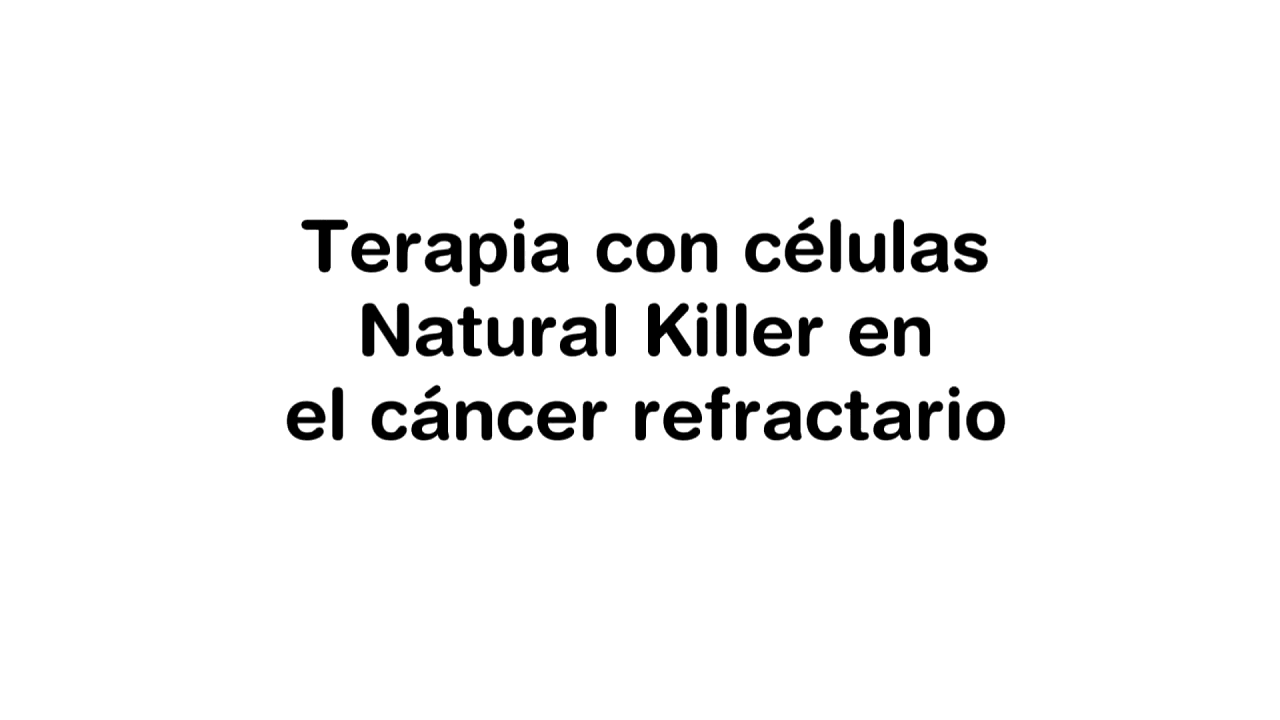 Terapia con células
Natural Killer en
el cáncer refractario